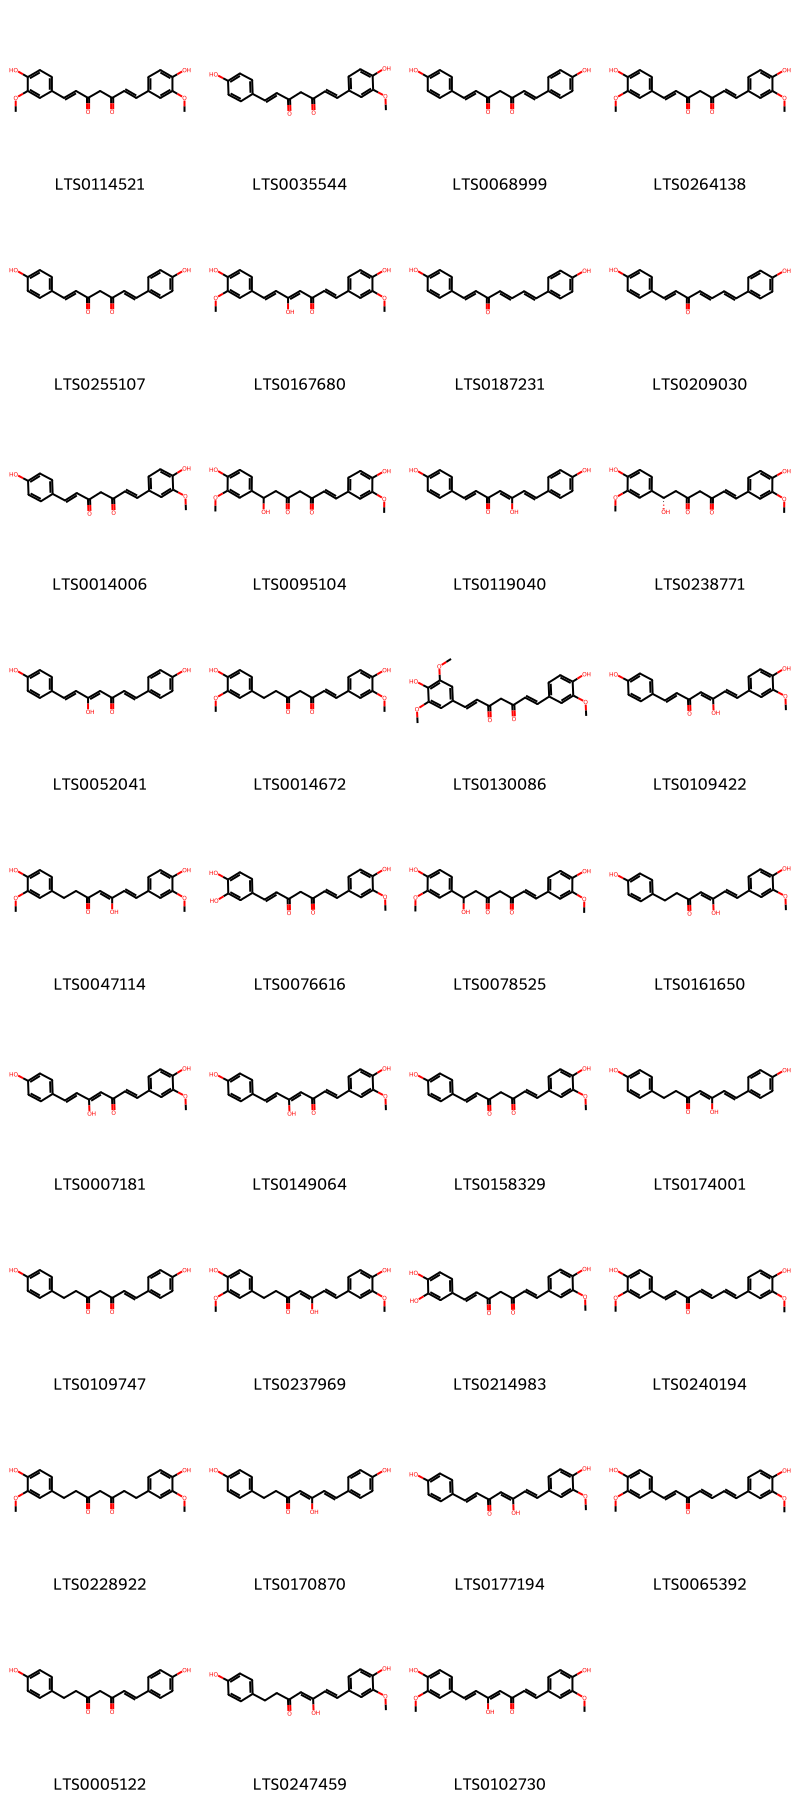 LTS0114521 LTS0035544 LTS0068999 LTS0264138
LTS0255107 LTS0167680 LTS0187231 LTS0209030
LTS0014006 LTS0095104 LTS0119040 LTS0238771
LTS0052041 LTS0014672 LTS0130086 LTS0109422
LTS0047114 LTS0076616 LTS0078525 LTS0161650
LTS0007181 LTS0149064 LTS0158329 LTS0174001
LTS0109747 LTS0237969 LTS0214983 LTS0240194
LTS0228922 LTS0170870 LTS0177194 LTS0065392
LTS0005122 LTS0247459 LTS0102730